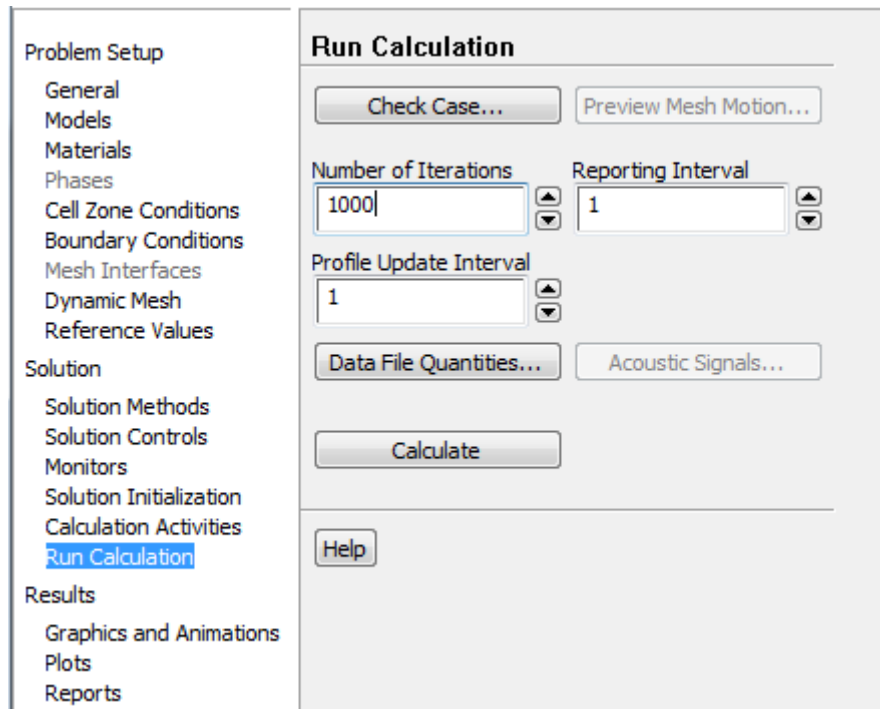 Problem Setup
General
Models
Materials
Phases
Cell Zone Conditions
Boundary Conditions
Mesh Interfaces
Dynamic Mesh
Reference Values
Solution
Solution Methods
Solution Controls
Monitors
Solution Initialization
Calculation Activities
Run Calculation
Results
Graphics and Animations
Plots
Reports
Run Calculation
Check Case...
Preview Mesh Motion...
Number of Iterations
Reporting Interval
1000
1
Profile Update Interval
1
Data File Quantities...
Acoustic Signals...
Calculate
Help